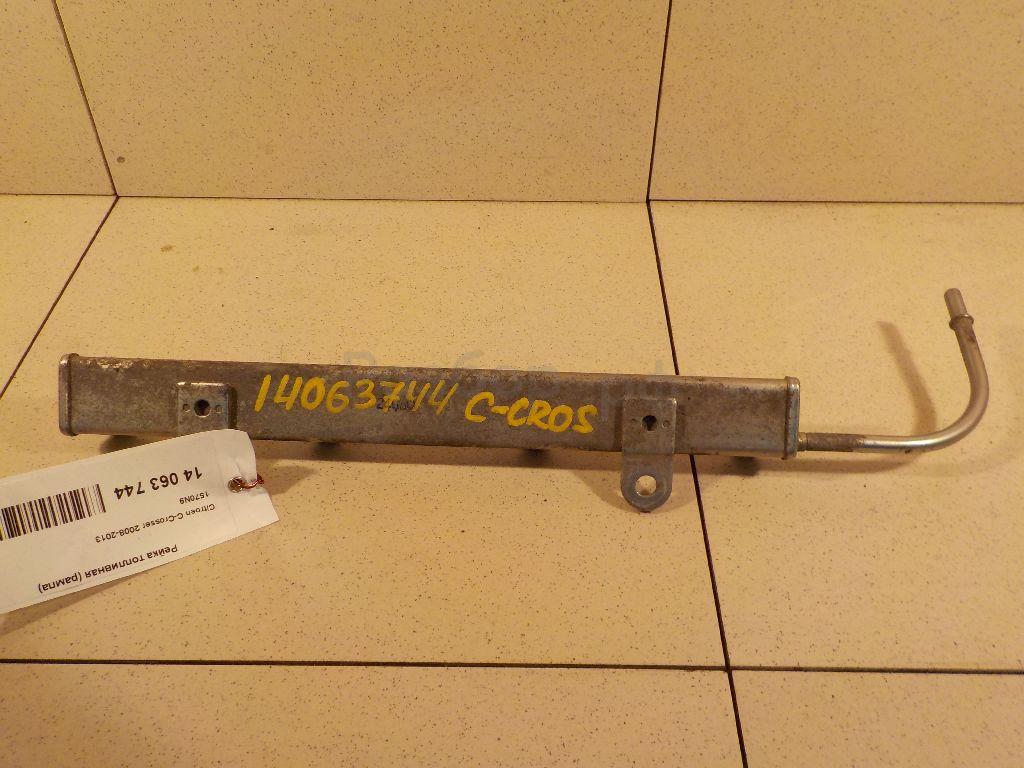 14063744 C-CROS
Рейка топливная (рампа)
Citroen C-Crosser 2008-2013
1570N9
14 063 744